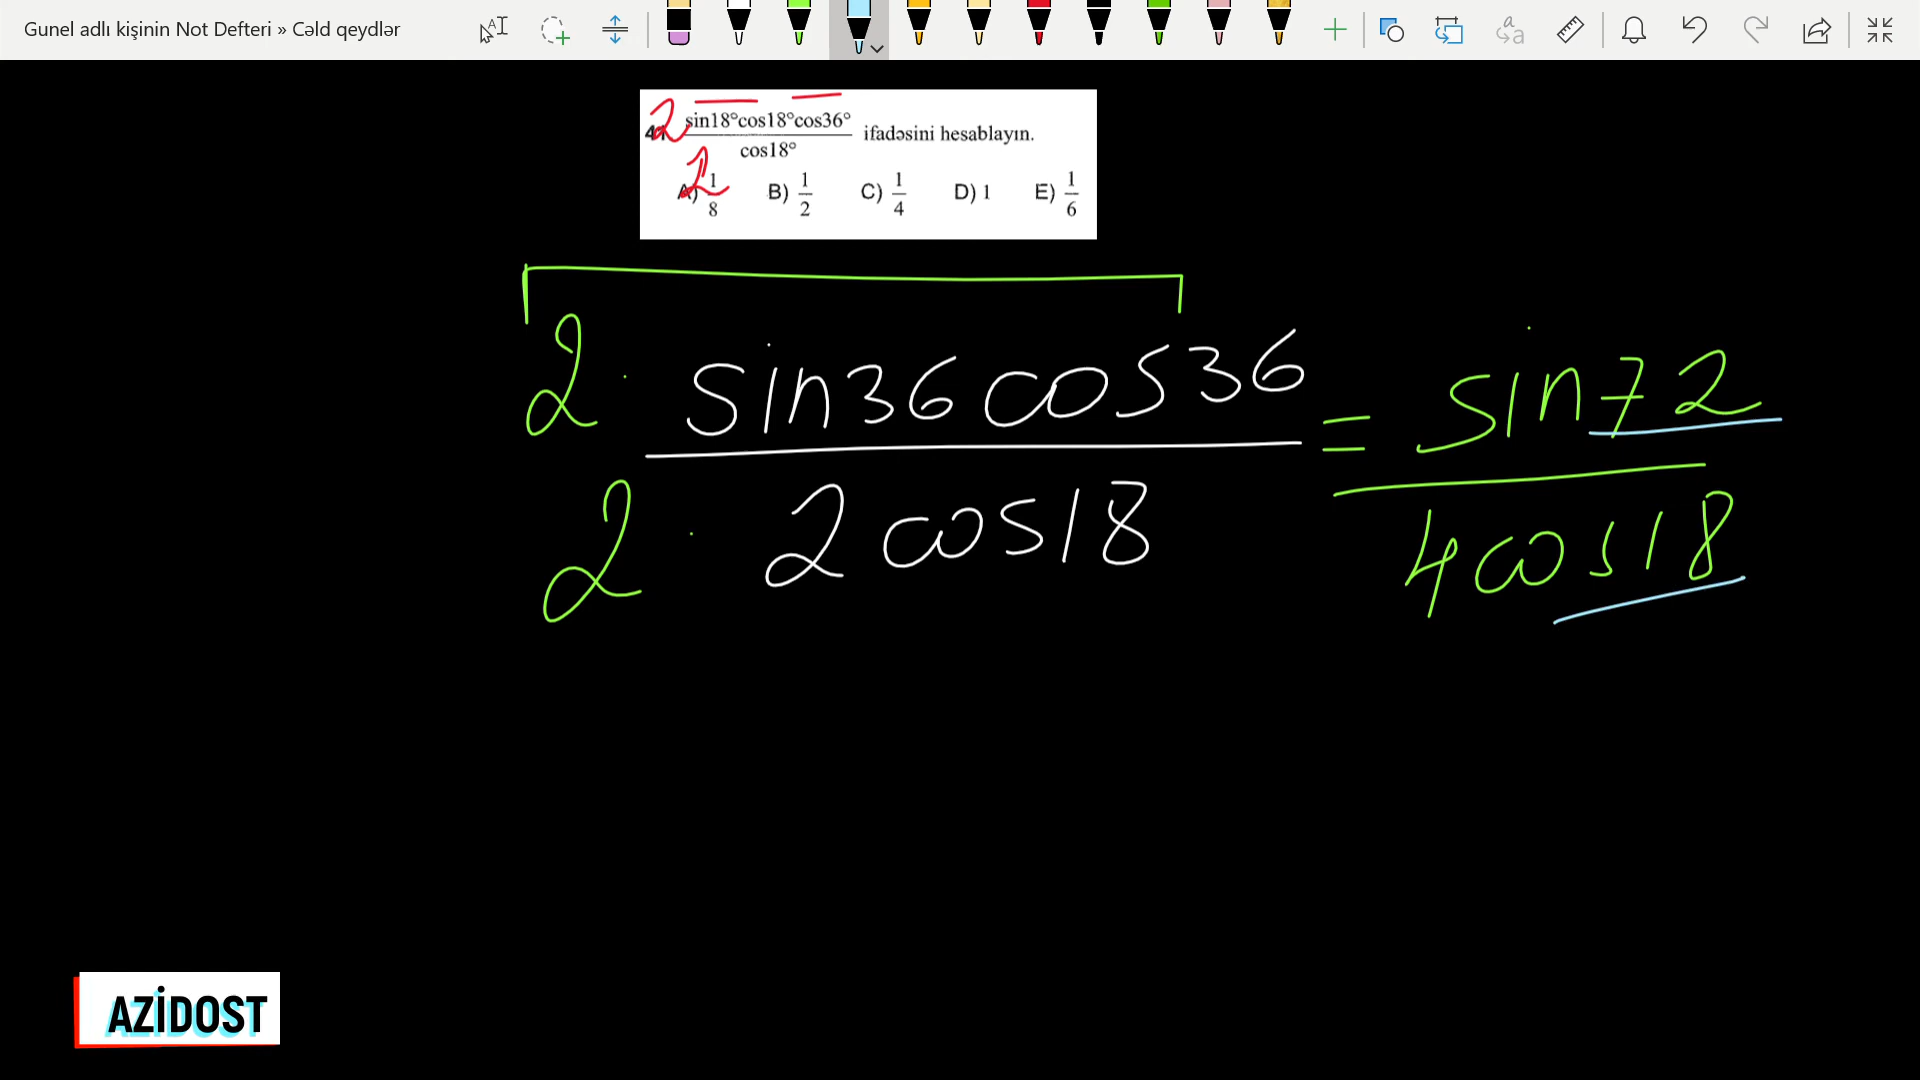 Gunel adlı kişinin Not Defteri » Cəld qeydlər
2 sin18°cos18°cos36°
ifadəsini hesablayın.
2 cos18°
A) 1/8 B) 1/2 C) 1/4 D) 1 E) 1/6
2 · sin36 cos36 = sin72
2 · 2cos18 4cos18
AZİDOST